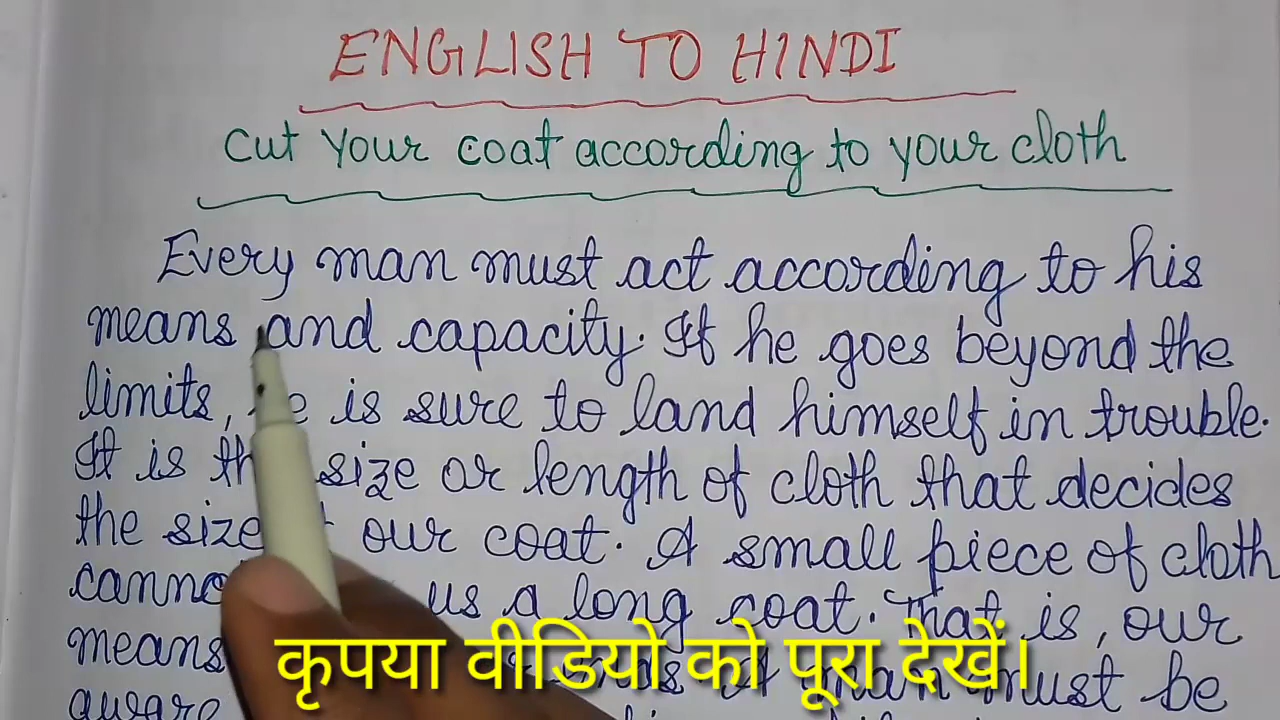 ENGLISH TO HINDI
Cut Your coat according to your cloth
Every man must act according to his
means and capacity. If he goes beyond the
limits, is sure to land himself in trouble.
It is size or length of cloth that decides
the size our coat. A small piece of cloth
us a long coat. That is, our
means A man must be
aware
कृपया वीडियो को पूरा देखें।